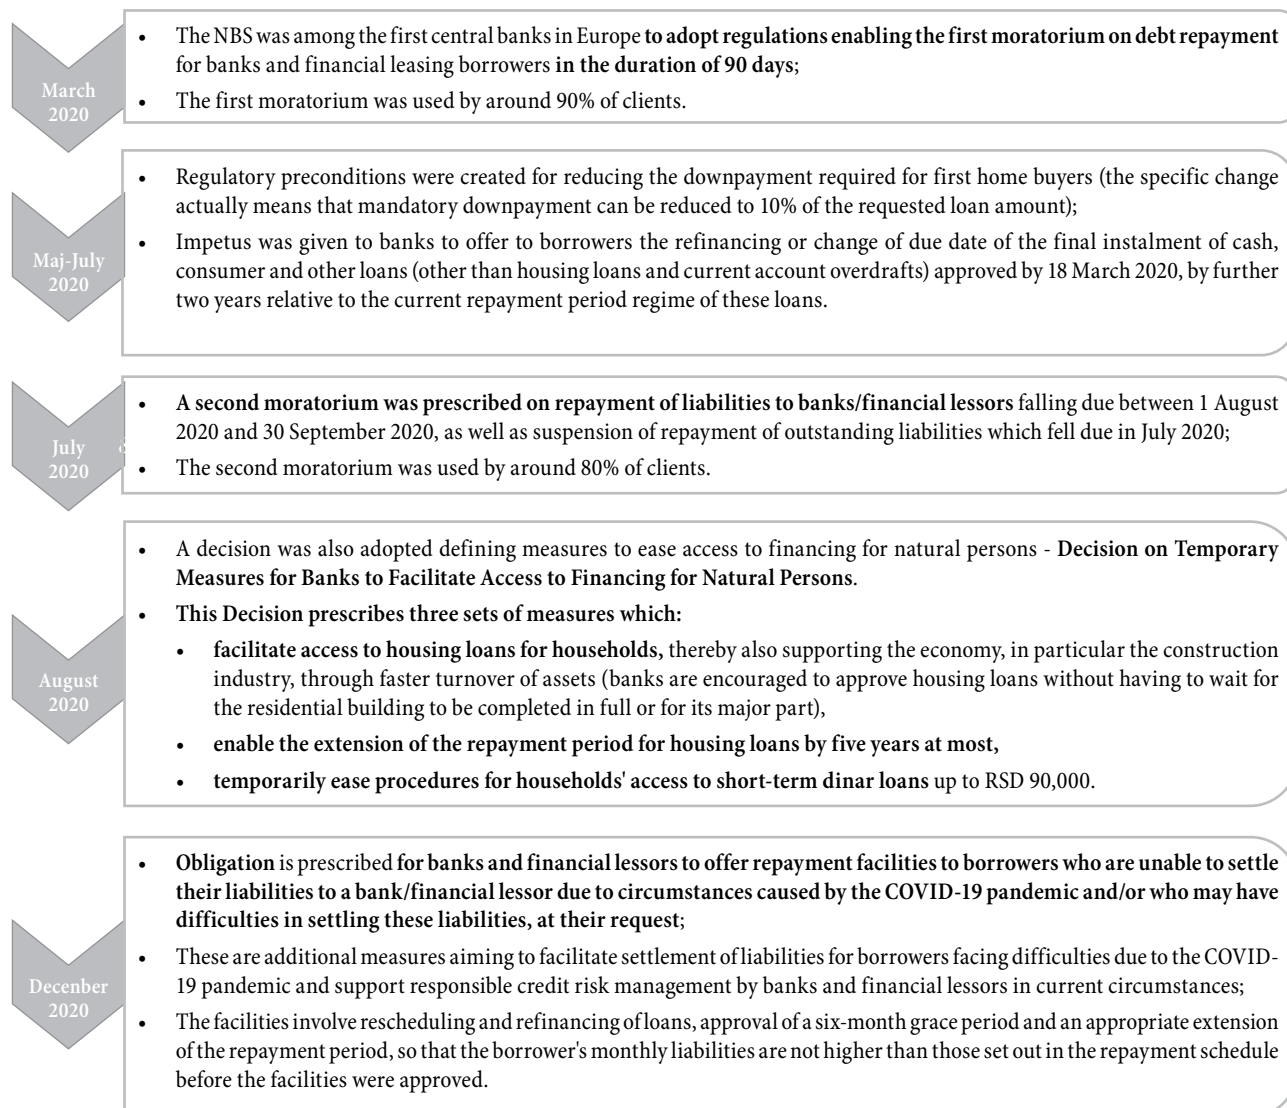 March
2020
• The NBS was among the first central banks in Europe to adopt regulations enabling the first moratorium on debt repayment
for banks and financial leasing borrowers in the duration of 90 days;
• The first moratorium was used by around 90% of clients.
Maj-July
2020
• Regulatory preconditions were created for reducing the downpayment required for first home buyers (the specific change
actually means that mandatory downpayment can be reduced to 10% of the requested loan amount);
• Impetus was given to banks to offer to borrowers the refinancing or change of due date of the final instalment of cash,
consumer and other loans (other than housing loans and current account overdrafts) approved by 18 March 2020, by further
two years relative to the current repayment period regime of these loans.
July
2020
• A second moratorium was prescribed on repayment of liabilities to banks/financial lessors falling due between 1 August
2020 and 30 September 2020, as well as suspension of repayment of outstanding liabilities which fell due in July 2020;
• The second moratorium was used by around 80% of clients.
August
2020
• A decision was also adopted defining measures to ease access to financing for natural persons - Decision on Temporary
Measures for Banks to Facilitate Access to Financing for Natural Persons.
• This Decision prescribes three sets of measures which:
• facilitate access to housing loans for households, thereby also supporting the economy, in particular the construction
industry, through faster turnover of assets (banks are encouraged to approve housing loans without having to wait for
the residential building to be completed in full or for its major part),
• enable the extension of the repayment period for housing loans by five years at most,
• temporarily ease procedures for households' access to short-term dinar loans up to RSD 90,000.
Decenber
2020
• Obligation is prescribed for banks and financial lessors to offer repayment facilities to borrowers who are unable to settle
their liabilities to a bank/financial lessor due to circumstances caused by the COVID-19 pandemic and/or who may have
difficulties in settling these liabilities, at their request;
• These are additional measures aiming to facilitate settlement of liabilities for borrowers facing difficulties due to the COVID-
19 pandemic and support responsible credit risk management by banks and financial lessors in current circumstances;
• The facilities involve rescheduling and refinancing of loans, approval of a six-month grace period and an appropriate extension
of the repayment period, so that the borrower's monthly liabilities are not higher than those set out in the repayment schedule
before the facilities were approved.